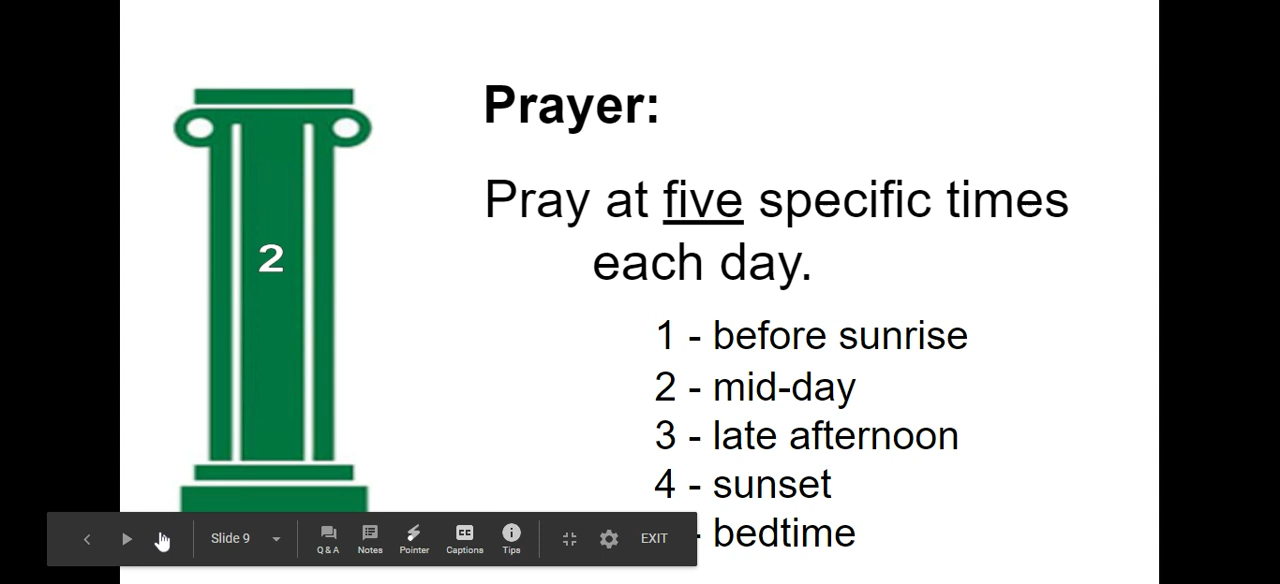 Prayer:
Pray at five specific times
each day.
2
1 - before sunrise
2 - mid-day
3 - late afternoon
4 - sunset
- bedtime
Slide 9
Q & A
Notes
Pointer
CC
Captions
Tips
EXIT